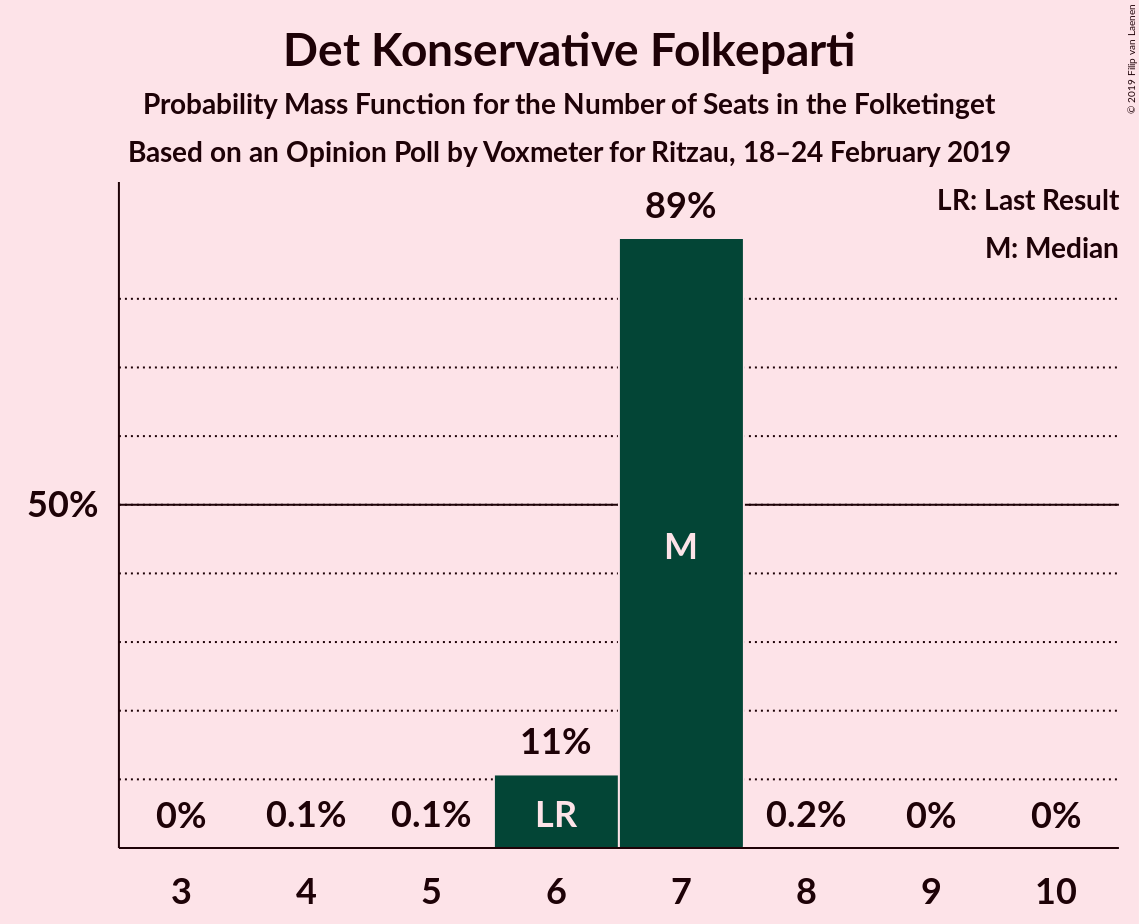 Det Konservative Folkeparti
Probability Mass Function for the Number of Seats in the Folketinget
Based on an Opinion Poll by Voxmeter for Ritzau, 18–24 February 2019
© 2019 Filip van Laenen
LR: Last Result
M: Median
89%
50%
M
11%
0% 0.1% 0.1% LR 0.2% 0% 0%
3 4 5 6 7 8 9 10